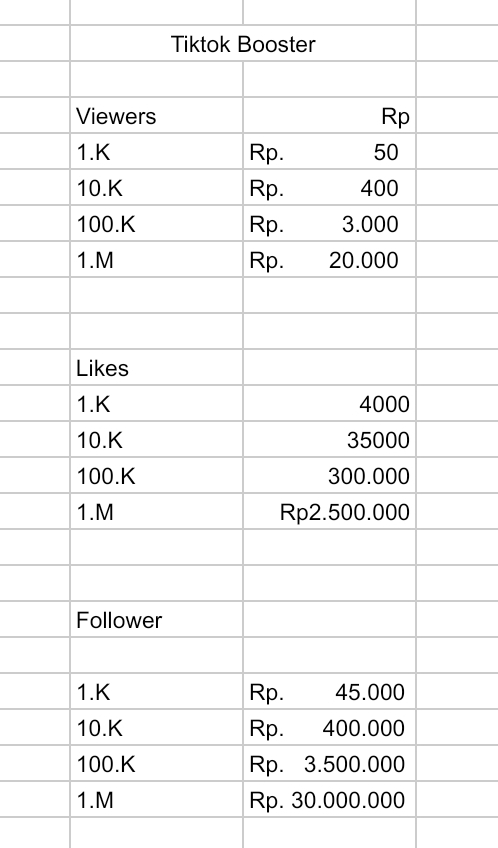 Tiktok Booster
Viewers Rp
1.K Rp. 50
10.K Rp. 400
100.K Rp. 3.000
1.M Rp. 20.000
Likes
1.K 4000
10.K 35000
100.K 300.000
1.M Rp2.500.000
Follower
1.K Rp. 45.000
10.K Rp. 400.000
100.K Rp. 3.500.000
1.M Rp. 30.000.000